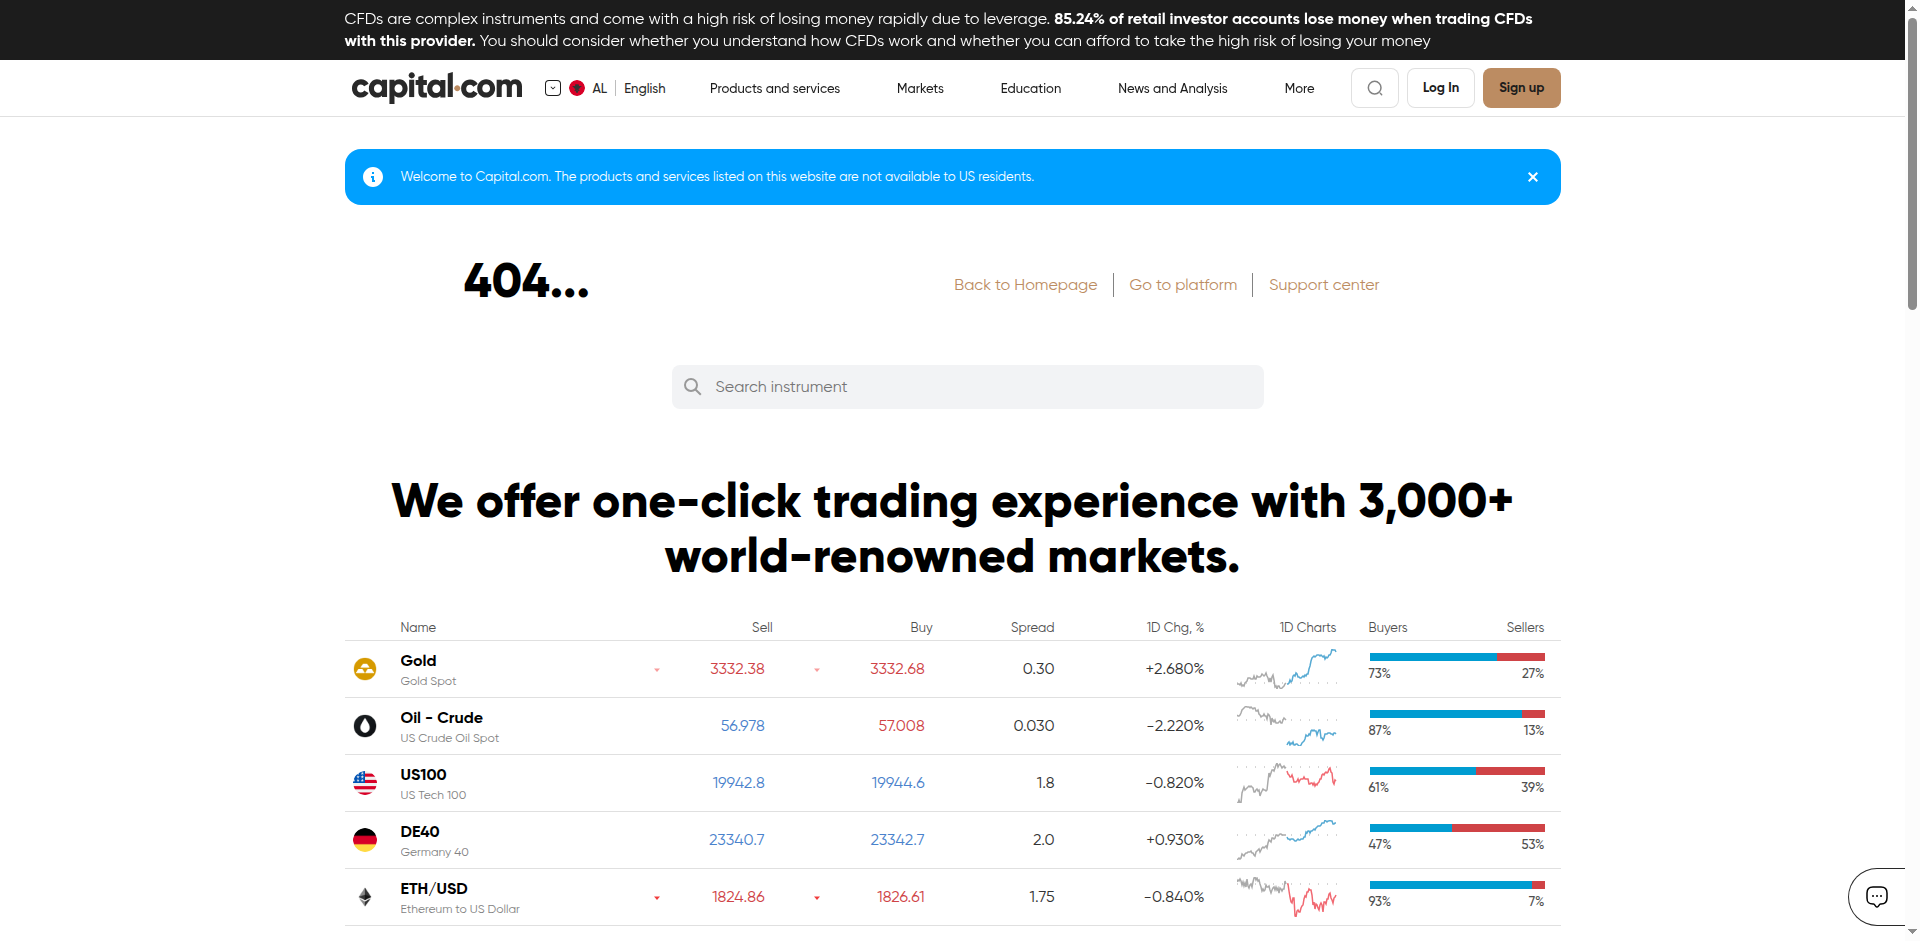 CFDs are complex instruments and come with a high risk of losing money rapidly due to leverage. 85.24% of retail investor accounts lose money when trading CFDs
with this provider. You should consider whether you understand how CFDs work and whether you can afford to take the high risk of losing your money
capital.com AL English Products and services Markets Education News and Analysis More Log In Sign up
Welcome to Capital.com. The products and services listed on this website are not available to US residents.
404... Back to Homepage Go to platform Support center
Search instrument
We offer one-click trading experience with 3,000+
world-renowned markets.
Name Sell Buy Spread 1D Chg, % 1D Charts Buyers Sellers
Gold 3332.38 3332.68 0.30 +2.680% 73% 27%
Gold Spot
Oil - Crude 56.978 57.008 0.030 -2.220% 87% 13%
US Crude Oil Spot
US100 19942.8 19944.6 1.8 -0.820% 61% 39%
US Tech 100
DE40 23340.7 23342.7 2.0 +0.930% 47% 53%
Germany 40
ETH/USD 1824.86 1826.61 1.75 -0.840% 93% 7%
Ethereum to US Dollar